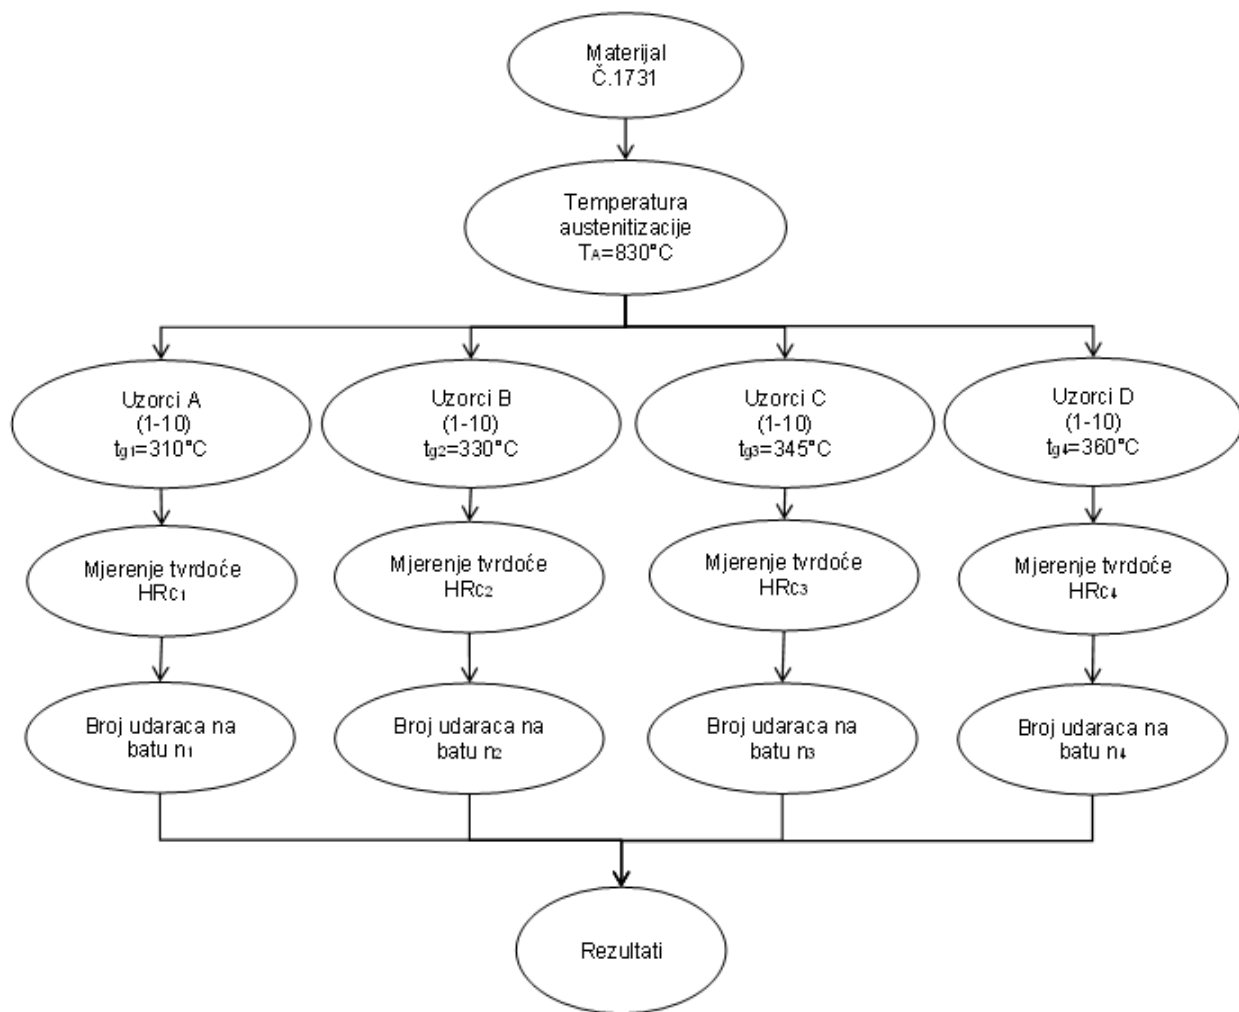 Materijal
Č.1731
Temperatura
austenitizacije
TA=830°C
Uzorci A
(1-10)
tg1=310°C
Uzorci B
(1-10)
tg2=330°C
Uzorci C
(1-10)
tg3=345°C
Uzorci D
(1-10)
tg4=360°C
Mjerenje tvrdoće
HRc1
Mjerenje tvrdoće
HRc2
Mjerenje tvrdoće
HRc3
Mjerenje tvrdoće
HRc4
Broj udaraca na
batu n1
Broj udaraca na
batu n2
Broj udaraca na
batu n3
Broj udaraca na
batu n4
Rezultati